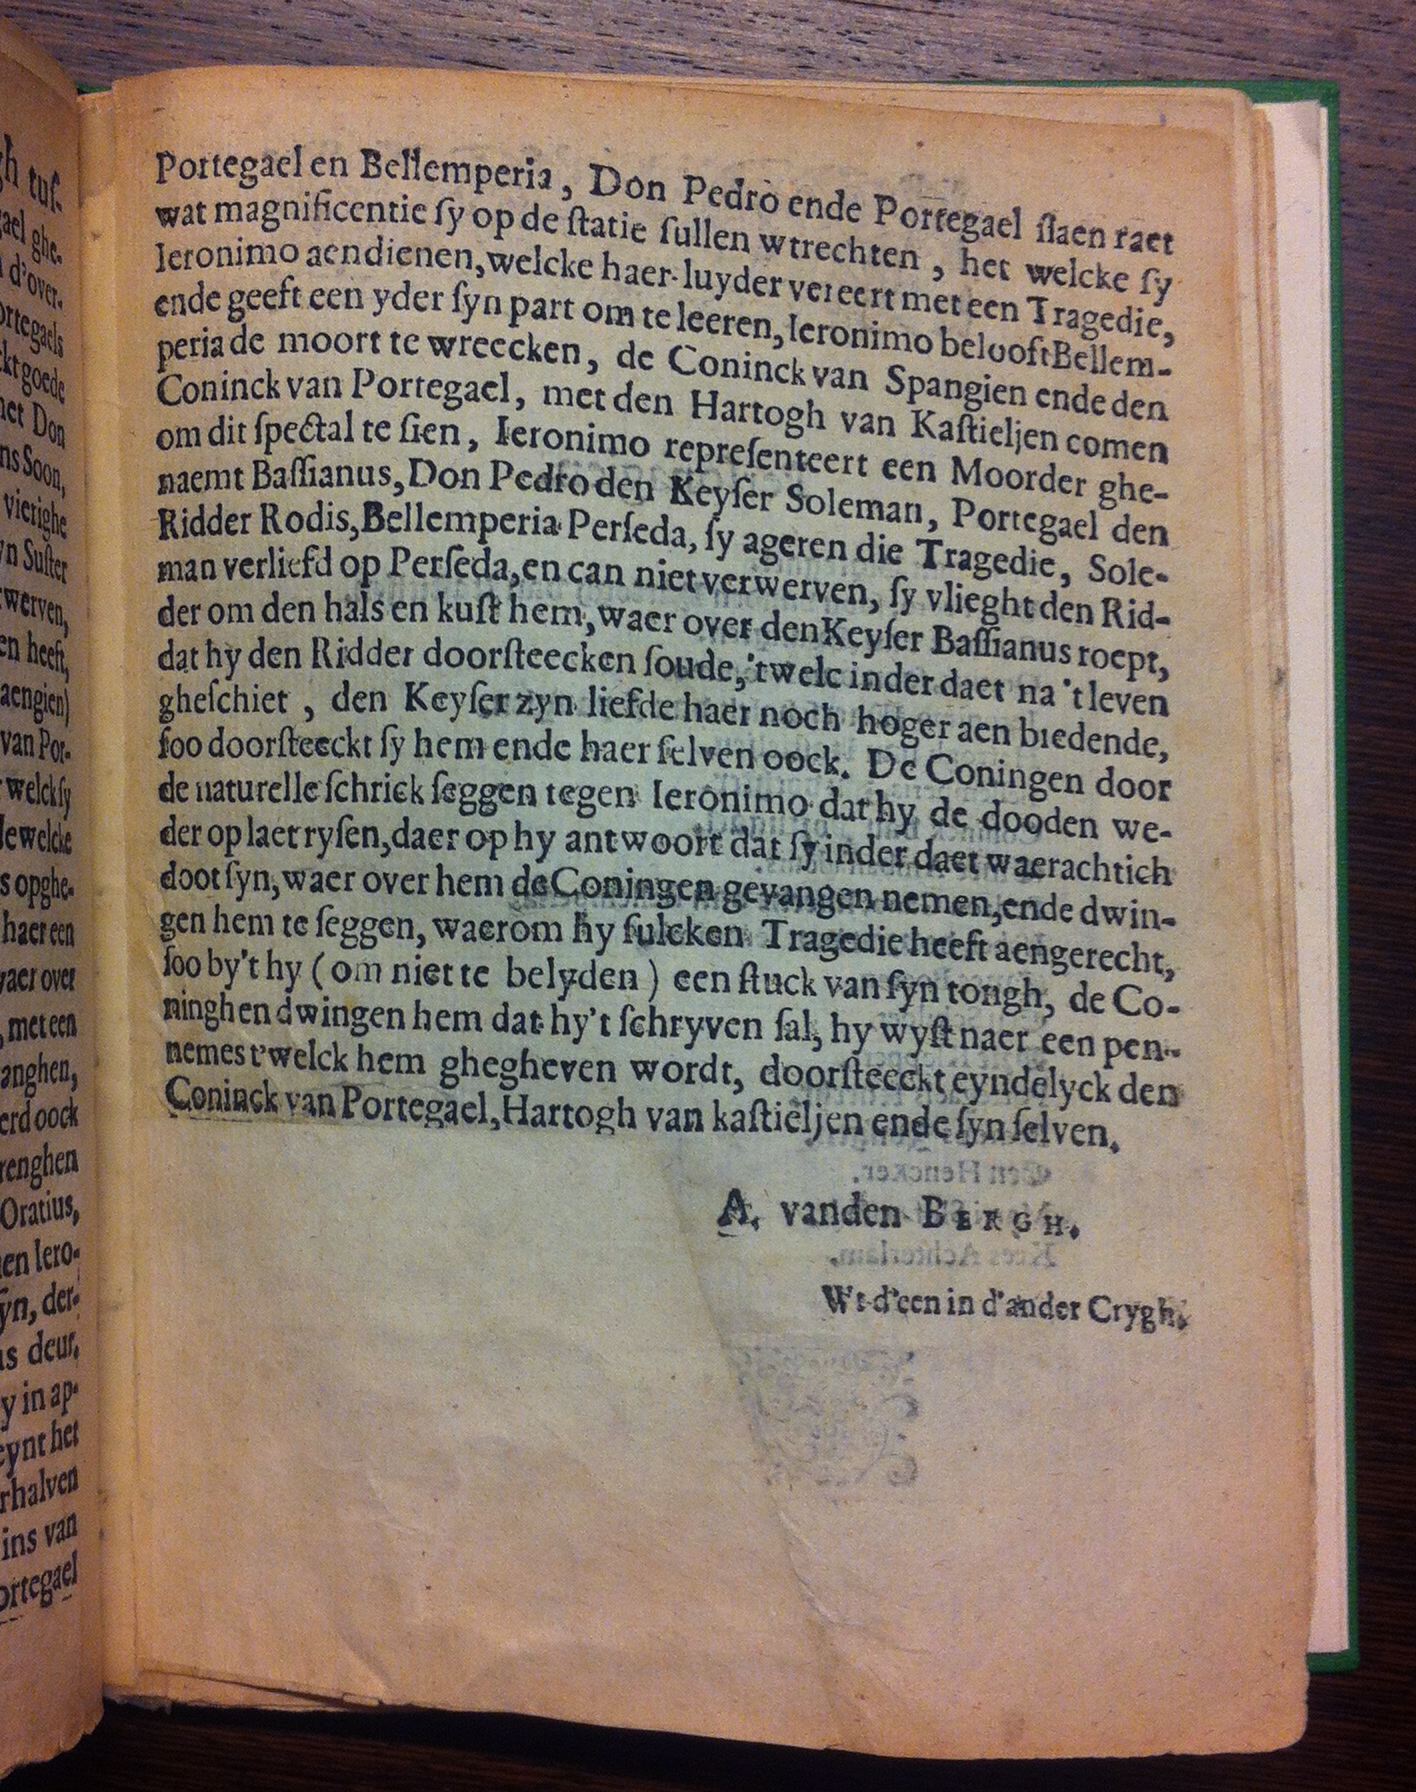 Portegael en Bellemperia, Don Pedro ende Portegael ſlaen raet
wat magnificentie ſy op de ſtatie ſullen wtrechten, het welcke ſy
Ieronimo aendienen, welcke haer-luyder vereert met een Tragedie,
ende geeft een yder ſyn part om te leeren, Ieronimo belooft Bellem-
peria de moort te wreecken, de Coninck van Spangien ende den
Coninck van Portegael, met den Hartogh van Kaſtieljen comen
om dit ſpectal te ſien, Ieronimo repreſenteert een Moorder ghe-
naemt Baſſianus, Don Pedro den Keyſer Soleman, Portegael den
Ridder Rodis, Bellemperia Perſeda, ſy ageren die Tragedie, Sole-
man verliefd op Perſeda, en can niet verwerven, ſy vlieght den Rid-
der om den hals en kuſt hem, waer over den Keyſer Baſſianus roept,
dat hy den Ridder doorſteecken ſoude, 'twelc inder daet na 't leven
gheſchiet, den Keyſer zyn liefde haer noch hoger aen biedende,
ſoo doorſteeckt ſy hem ende haer ſelven oock. De Coningen door
de naturelle ſchrick ſeggen tegen Ieronimo dat hy de dooden we-
der op laet ryſen, daer op hy antwoort dat ſy inder daet waerachtich
doot ſyn, waer over hem de Coningen gevangen nemen, ende dwin-
gen hem te ſeggen, waerom hy ſulcken Tragedie heeft aengerecht,
ſoo by't hy (om niet te belyden) een ſtuck van ſyn tongh, de Co-
ninghen dwingen hem dat hy't ſchryven ſal, hy wyſt naer een pen-
nemes t'welck hem ghegheven wordt, doorſteeckt eyndelyck den
Coninck van Portegael, Hartogh van kaſtieljen ende ſyn ſelven.
A. vanden BERGH.
Wt d'een in d'ander Crygh.